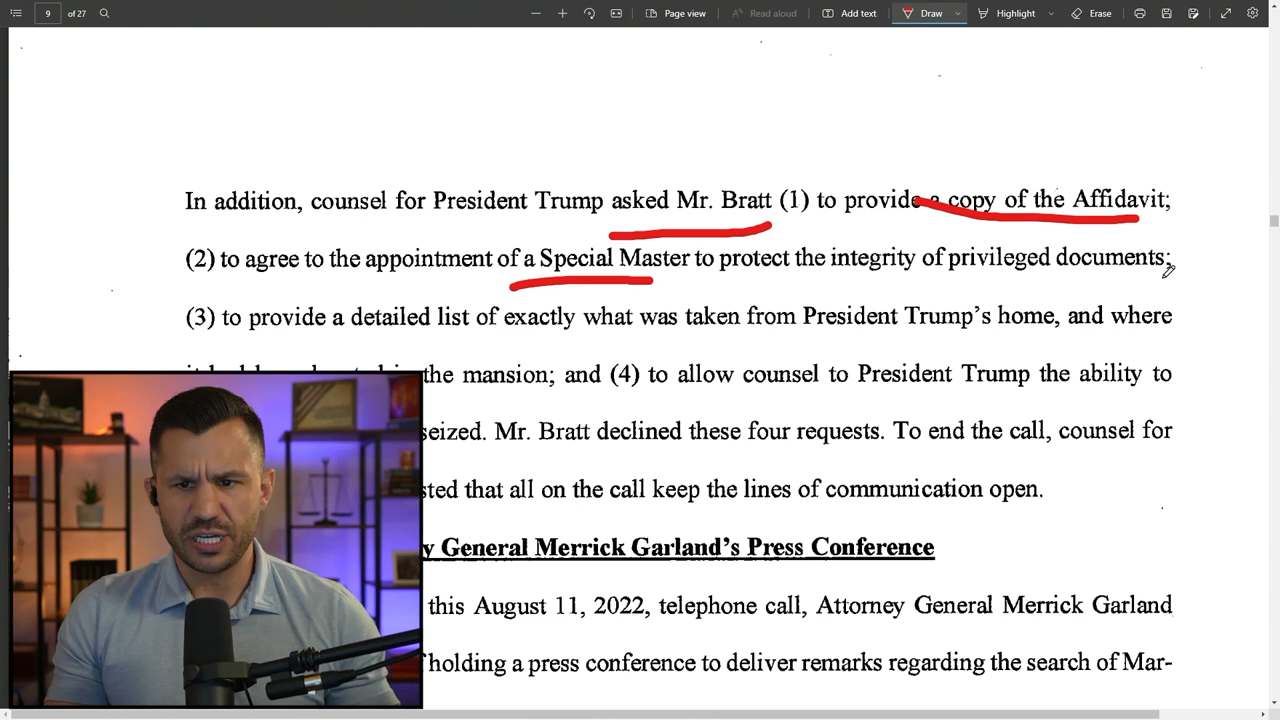 9 of 27 Page view Read aloud Add text Draw Highlight Erase
In addition, counsel for President Trump asked Mr. Bratt (1) to provide a copy of the Affidavit;
(2) to agree to the appointment of a Special Master to protect the integrity of privileged documents;
(3) to provide a detailed list of exactly what was taken from President Trump's home, and where
the mansion; and (4) to allow counsel to President Trump the ability to
seized. Mr. Bratt declined these four requests. To end the call, counsel for
that all on the call keep the lines of communication open.
General Merrick Garland's Press Conference
this August 11, 2022, telephone call, Attorney General Merrick Garland
holding a press conference to deliver remarks regarding the search of Mar-